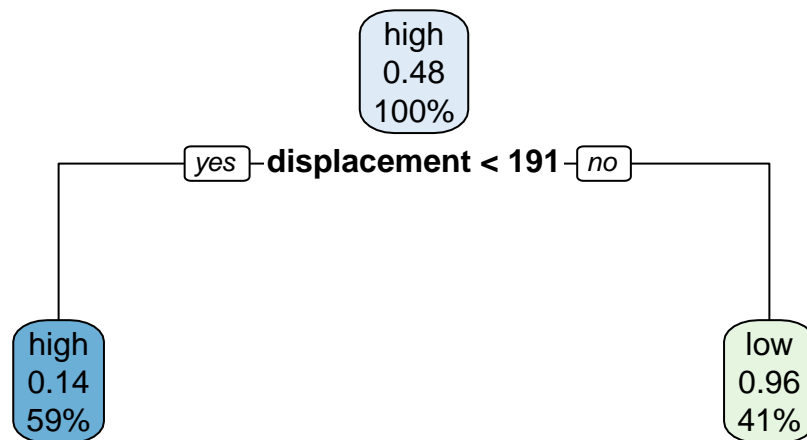 high
0.48
100%
yes displacement < 191 no
high
0.14
59%
low
0.96
41%